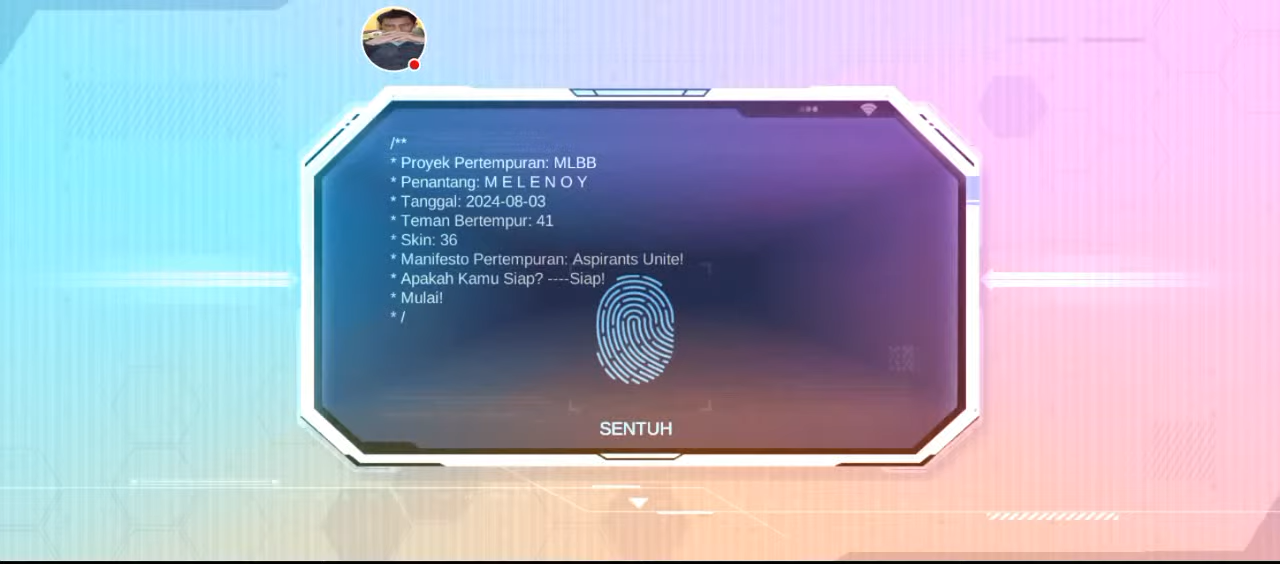 /**
* Proyek Pertempuran: MLBB
* Penantang: M E L E N O Y
* Tanggal: 2024-08-03
* Teman Bertempur: 41
* Skin: 36
* Manifesto Pertempuran: Aspirants Unite!
* Apakah Kamu Siap? ----Siap!
* Mulai!
* /
SENTUH